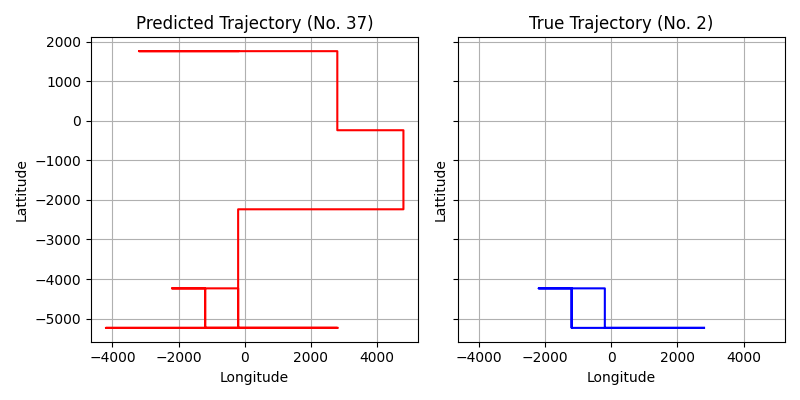 Predicted Trajectory (No. 37)
True Trajectory (No. 2)
2000
1000
0
−1000
−2000
−3000
−4000
−5000
Lattitude
Lattitude
−4000 −2000 0 2000 4000
−4000 −2000 0 2000 4000
Longitude
Longitude